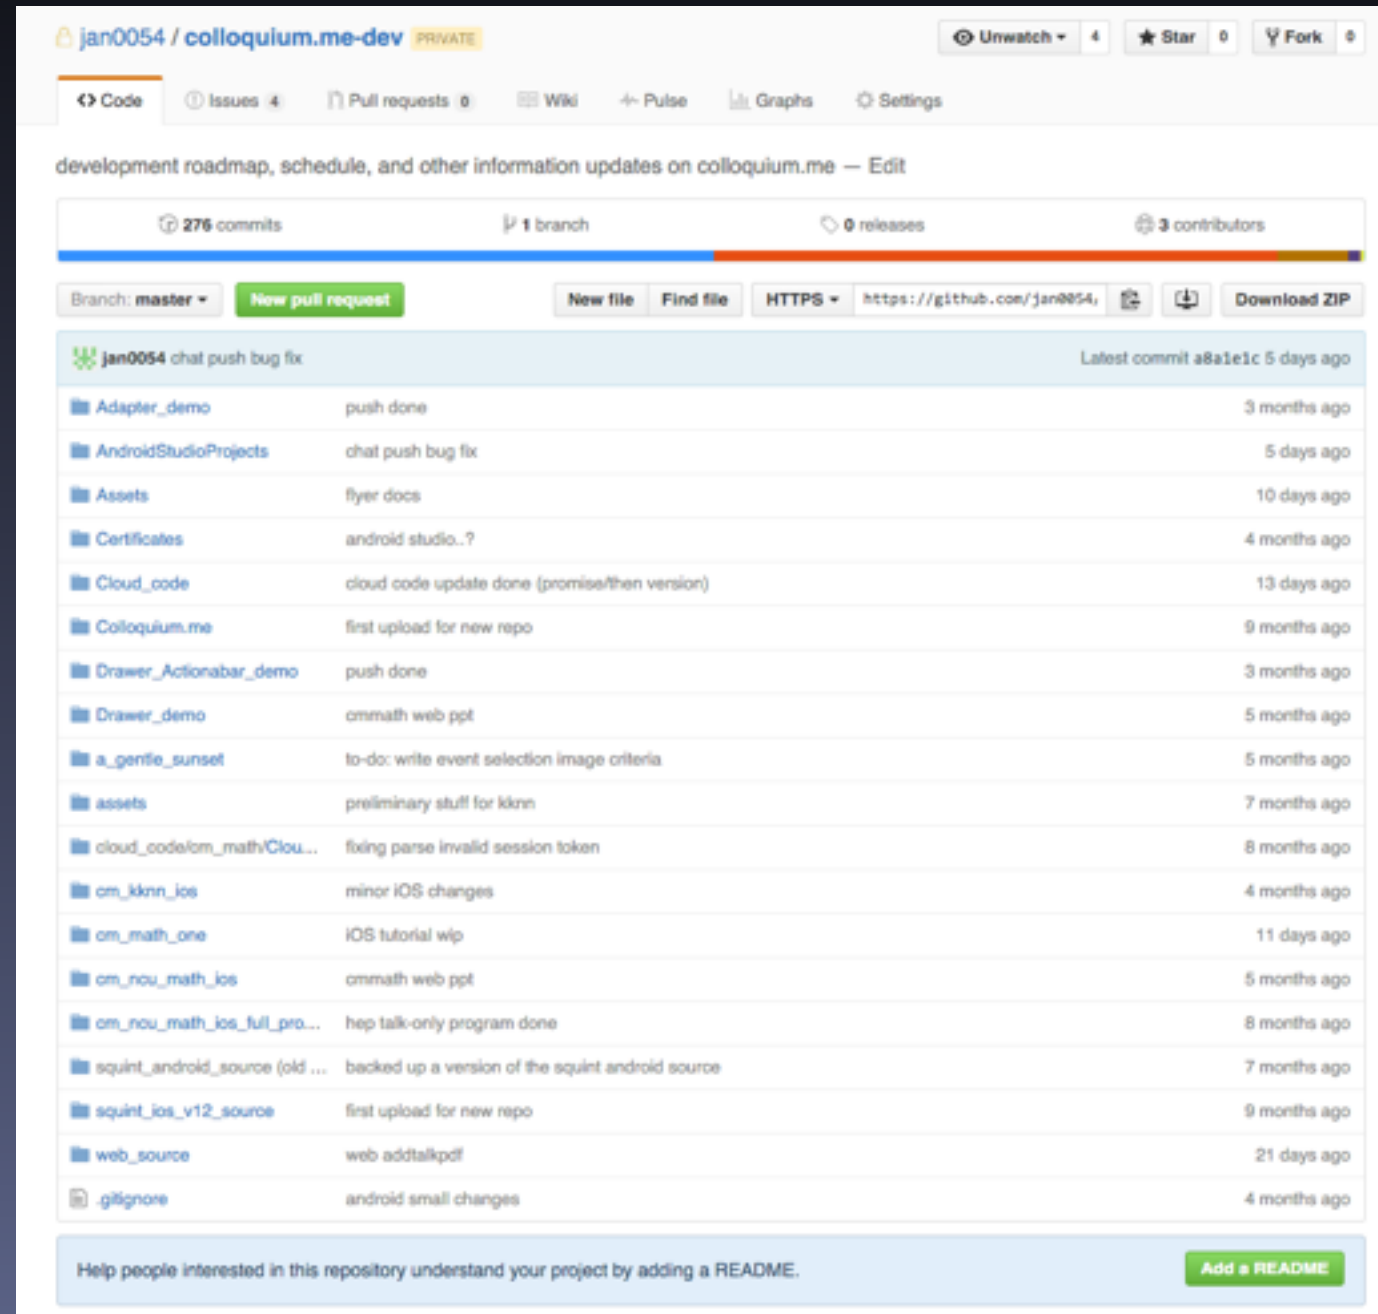 jan0054 / colloquium.me-dev PRIVATE Unwatch 4 Star 0 Fork 0
Code Issues 4 Pull requests 0 Wiki Pulse Graphs Settings
development roadmap, schedule, and other information updates on colloquium.me — Edit
276 commits 1 branch 0 releases 3 contributors
Branch: master New pull request New file Find file HTTPS https://github.com/jan0054/ Download ZIP
jan0054 chat push bug fix Latest commit a8a1e1c 5 days ago
Adapter_demo push done 3 months ago
AndroidStudioProjects chat push bug fix 5 days ago
Assets flyer docs 10 days ago
Certificates android studio..? 4 months ago
Cloud_code cloud code update done (promise/then version) 13 days ago
Colloquium.me first upload for new repo 9 months ago
Drawer_Actionabar_demo push done 3 months ago
Drawer_demo cmmath web ppt 5 months ago
a_gentle_sunset to-do: write event selection image criteria 5 months ago
assets preliminary stuff for kknn 7 months ago
cloud_code/cm_math/Clou... fixing parse invalid session token 8 months ago
cm_kknn_ios minor iOS changes 4 months ago
cm_math_one iOS tutorial wip 11 days ago
cm_ncu_math_ios cmmath web ppt 5 months ago
cm_ncu_math_ios_full_pro... hep talk-only program done 8 months ago
squint_android_source (old ... backed up a version of the squint android source 7 months ago
squint_ios_v12_source first upload for new repo 9 months ago
web_source web addtalkpdf 21 days ago
.gitignore android small changes 4 months ago
Help people interested in this repository understand your project by adding a README. Add a README